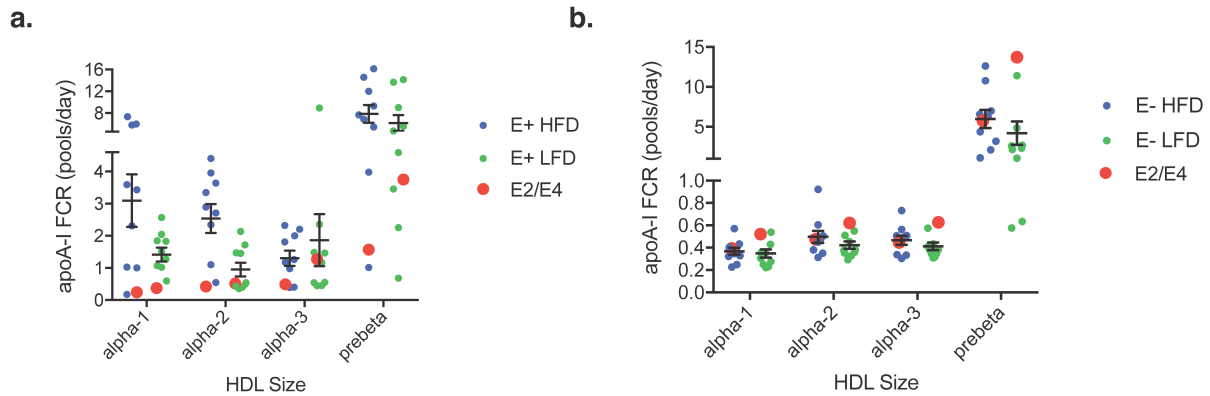 a.
apoA-I FCR (pools/day)
16
12
8
4
3
2
1
0
alpha-1
alpha-2
alpha-3
prebeta
HDL Size
E+ HFD
E+ LFD
E2/E4
b.
apoA-I FCR (pools/day)
15
10
5
1.0
0.8
0.6
0.4
0.2
0.0
alpha-1
alpha-2
alpha-3
prebeta
HDL Size
E- HFD
E- LFD
E2/E4